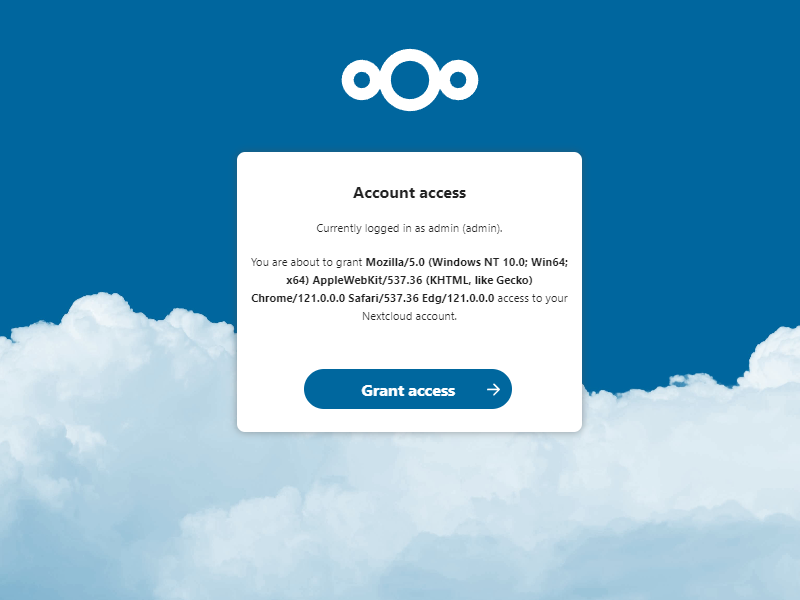 Account access
Currently logged in as admin (admin).
You are about to grant Mozilla/5.0 (Windows NT 10.0; Win64;
x64) AppleWebKit/537.36 (KHTML, like Gecko)
Chrome/121.0.0.0 Safari/537.36 Edg/121.0.0.0 access to your
Nextcloud account.
Grant access